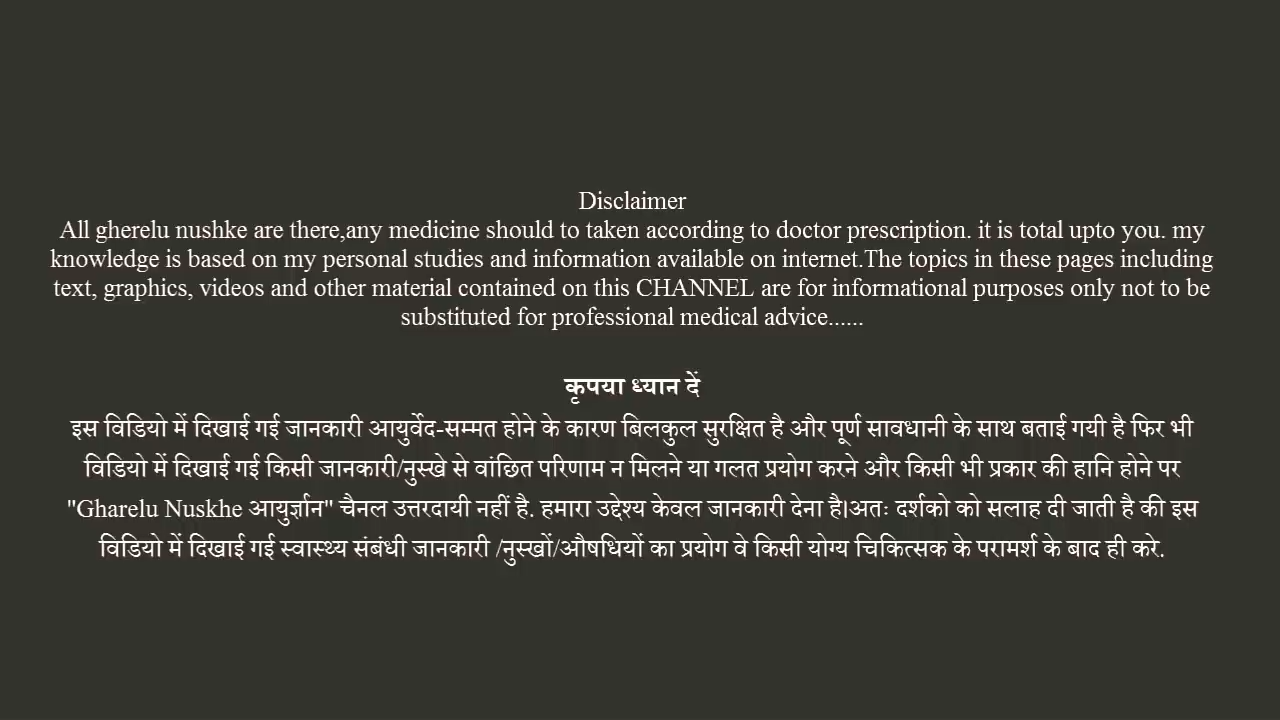 Disclaimer
All gherelu nushke are there,any medicine should to taken according to doctor prescription. it is total upto you. my
knowledge is based on my personal studies and information available on internet.The topics in these pages including
text, graphics, videos and other material contained on this CHANNEL are for informational purposes only not to be
substituted for professional medical advice......
कृपया ध्यान दें
इस विडियो में दिखाई गई जानकारी आयुर्वेद-सम्मत होने के कारण बिलकुल सुरक्षित है और पूर्ण सावधानी के साथ बताई गयी है फिर भी
विडियो में दिखाई गई किसी जानकारी/नुस्खे से वांछित परिणाम न मिलने या गलत प्रयोग करने और किसी भी प्रकार की हानि होने पर
"Gharelu Nuskhe आयुर्ज्ञान" चैनल उत्तरदायी नहीं है. हमारा उद्देश्य केवल जानकारी देना है।अतः दर्शको को सलाह दी जाती है की इस
विडियो में दिखाई गई स्वास्थ्य संबंधी जानकारी /नुस्खों/औषधियों का प्रयोग वे किसी योग्य चिकित्सक के परामर्श के बाद ही करे.